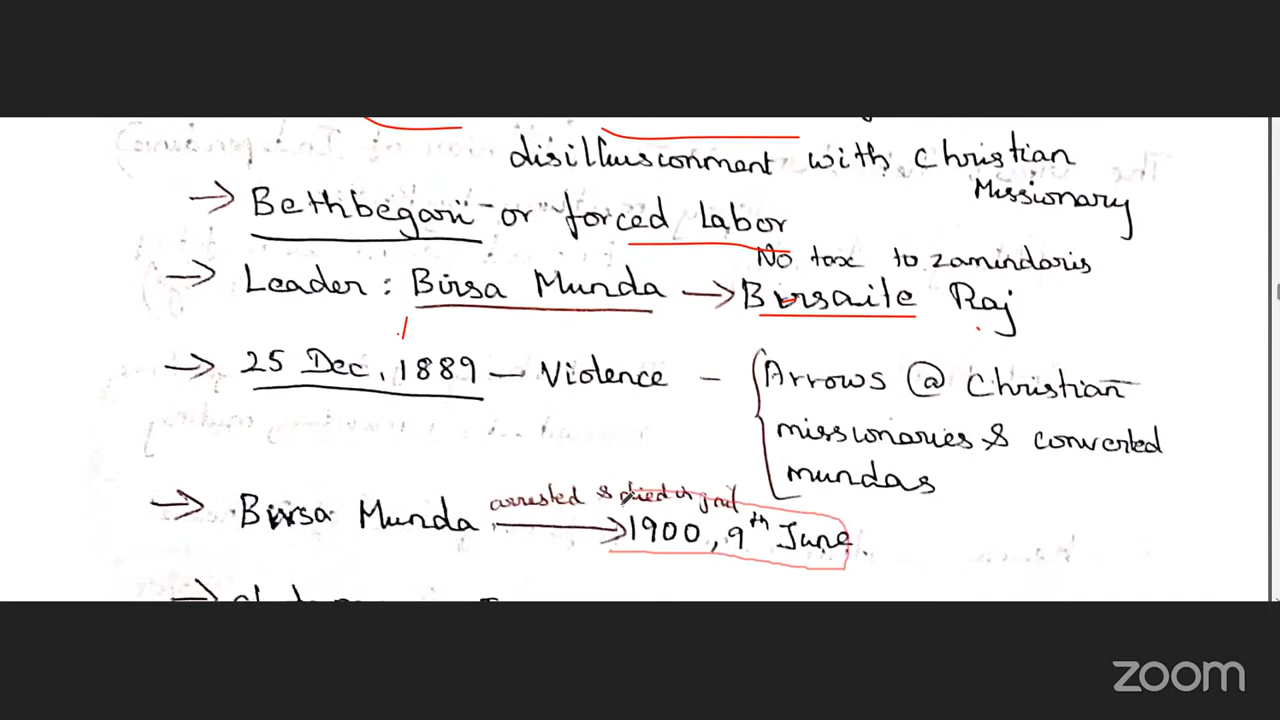 disillusconment with Christian
Missionary
→ Bethbegari - or forced labor
No tax to zamindaris
→ Leader : Birsa Munda → Birsaite Raj
→ 25 Dec, 1889 - Violence - { Arrows @ Christian
missionaries & converted
mundas
arrested & died in jail
→ Birsa Munda → 1900, 9th June.
zoom